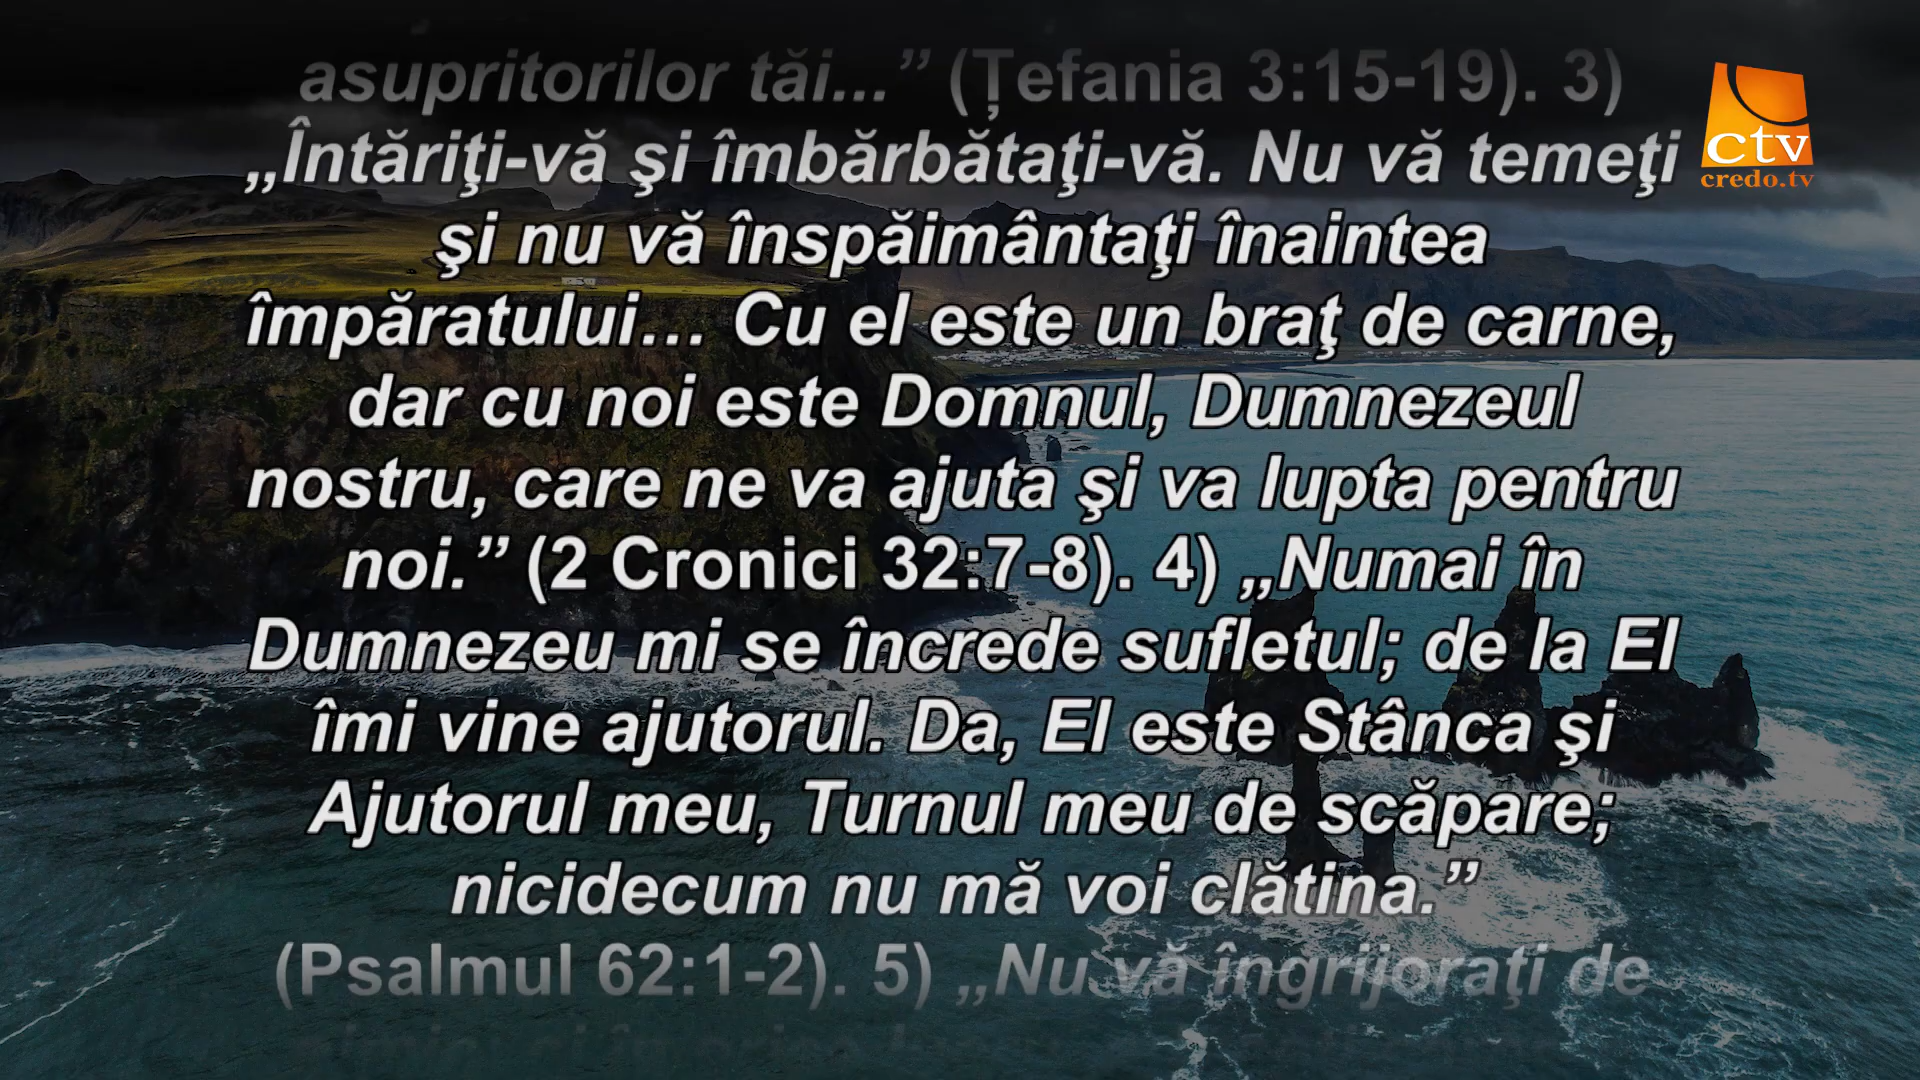 asupritorilor tăi...” (Țefania 3:15-19). 3)
„Întăriţi-vă şi îmbărbătaţi-vă. Nu vă temeţi
şi nu vă înspăimântaţi înaintea
împăratului… Cu el este un braţ de carne,
dar cu noi este Domnul, Dumnezeul
nostru, care ne va ajuta şi va lupta pentru
noi.” (2 Cronici 32:7-8). 4) „Numai în
Dumnezeu mi se încrede sufletul; de la El
îmi vine ajutorul. Da, El este Stânca şi
Ajutorul meu, Turnul meu de scăpare;
nicidecum nu mă voi clătina.”
(Psalmul 62:1-2). 5) „Nu vă îngrijoraţi de
ctv
credo.tv